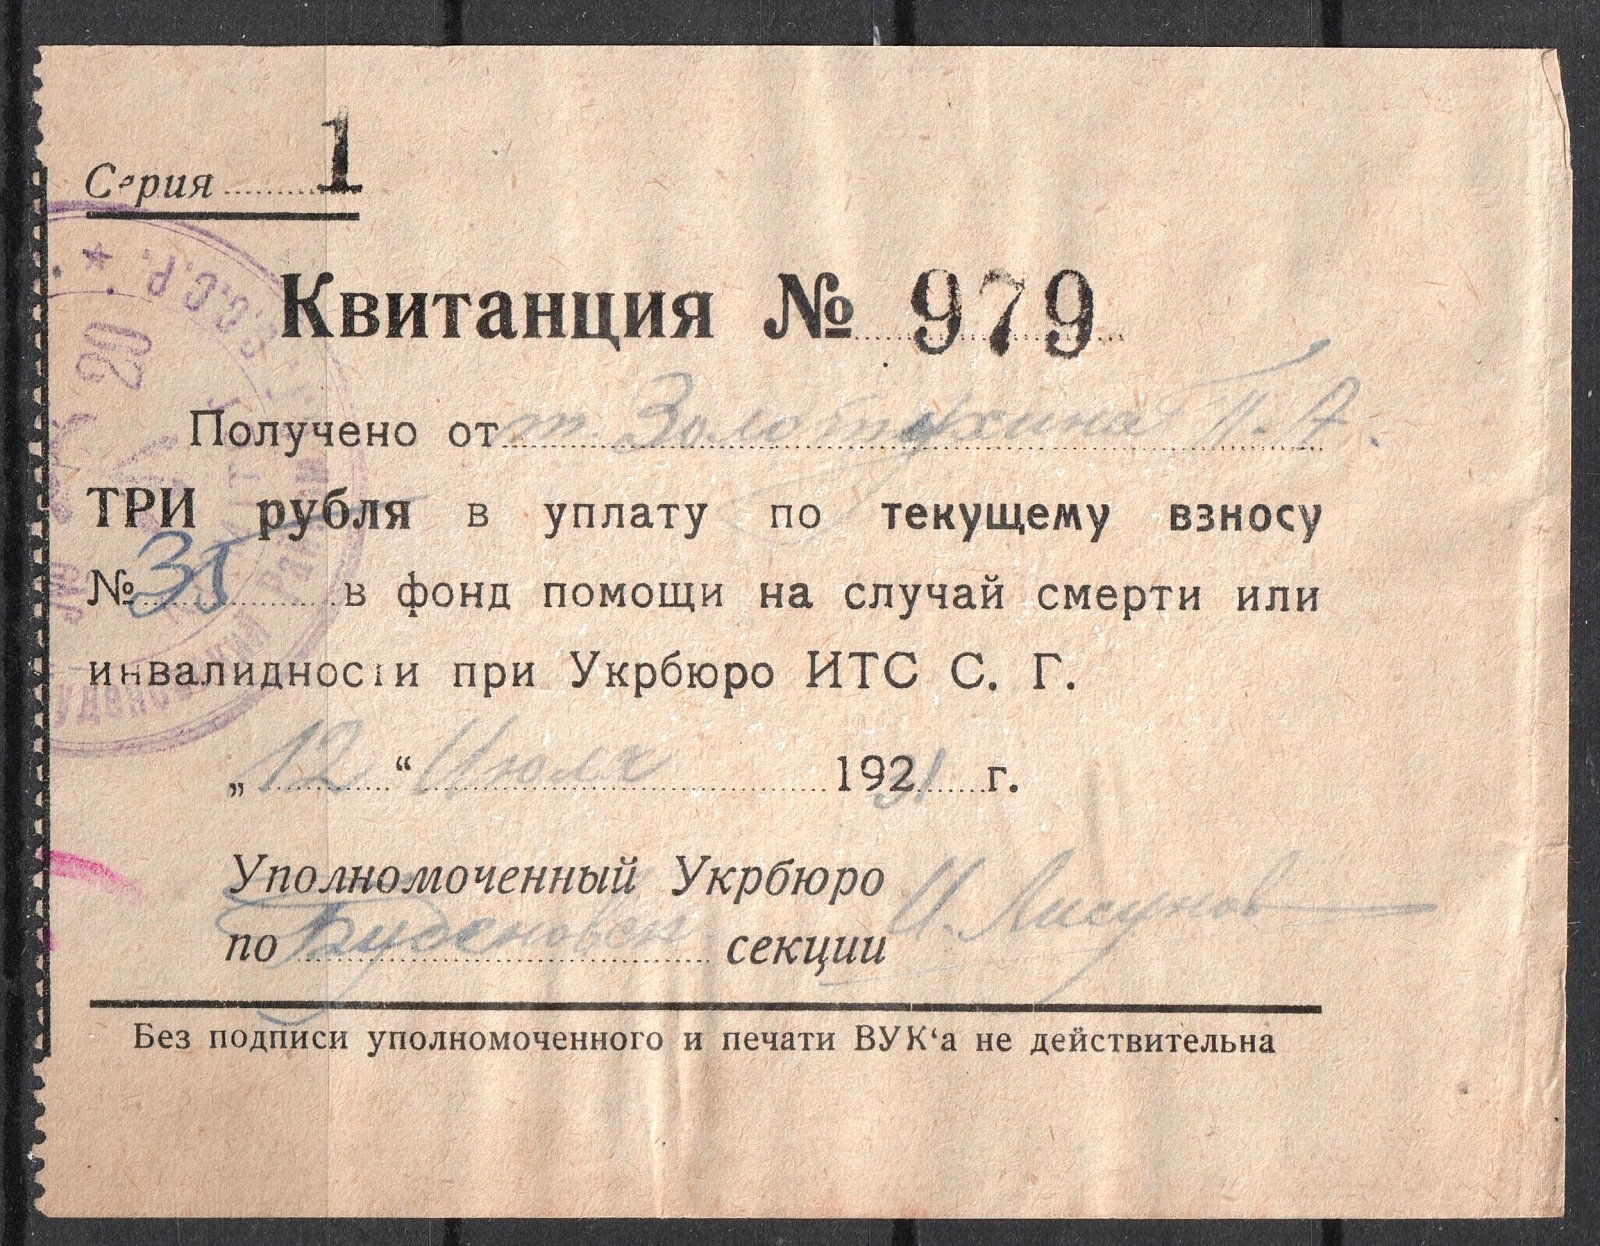 Серия 1
Квитанция № 979
Получено от т. Золотухина П. А.
ТРИ рубля в уплату по текущему взносу
№ 35 в фонд помощи на случай смерти или
инвалидности при Укрбюро ИТС С. Г.
„12“ Июля 1931 г.
Уполномоченный Укрбюро
по Буденовск секции И. Лисунов
Без подписи уполномоченного и печати ВУК‘а не действительна